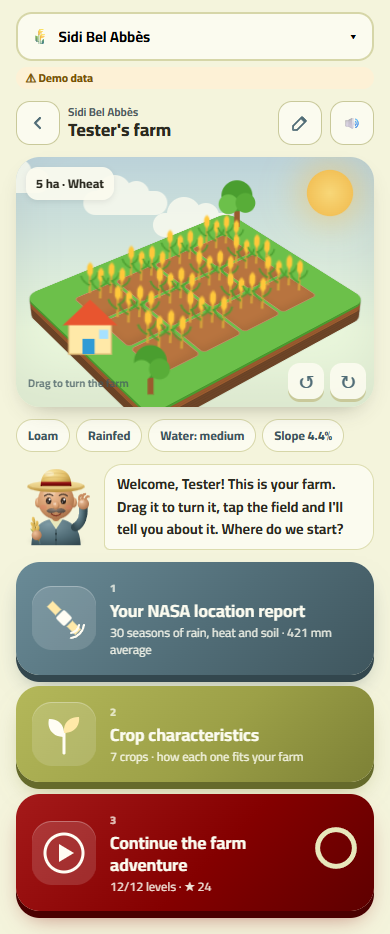 Sidi Bel Abbès
⚠ Demo data
Sidi Bel Abbès
Tester's farm
5 ha · Wheat
Drag to turn the farm
Loam
Rainfed
Water: medium
Slope 4.4%
Welcome, Tester! This is your farm.
Drag it to turn it, tap the field and I'll
tell you about it. Where do we start?
1
Your NASA location report
30 seasons of rain, heat and soil · 421 mm
average
2
Crop characteristics
7 crops · how each one fits your farm
3
Continue the farm
adventure
12/12 levels · ★ 24